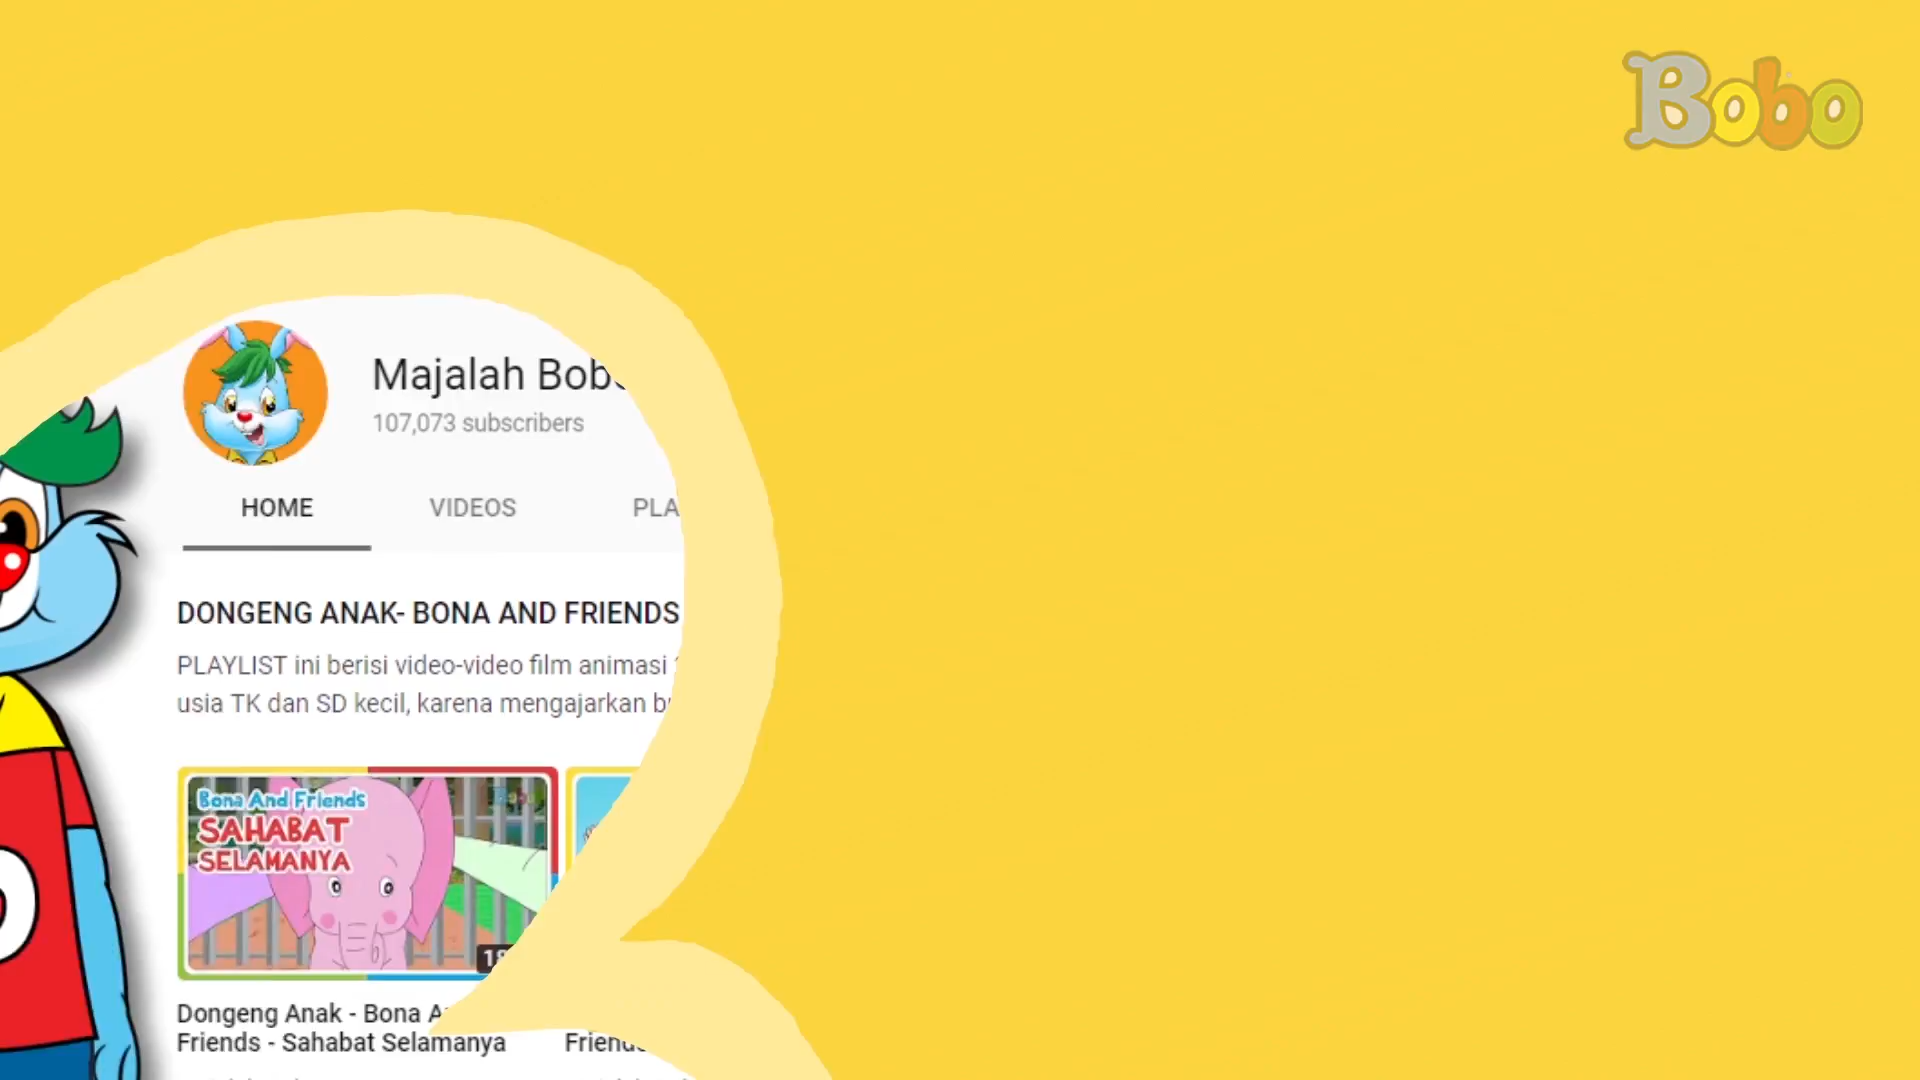 Bobo
Majalah Bobo
107,073 subscribers
HOME VIDEOS PLA
DONGENG ANAK- BONA AND FRIENDS
PLAYLIST ini berisi video-video film animasi
usia TK dan SD kecil, karena mengajarkan
Bona And Friends
SAHABAT
SELAMANYA
Dongeng Anak - Bona
Friends - Sahabat Selamanya